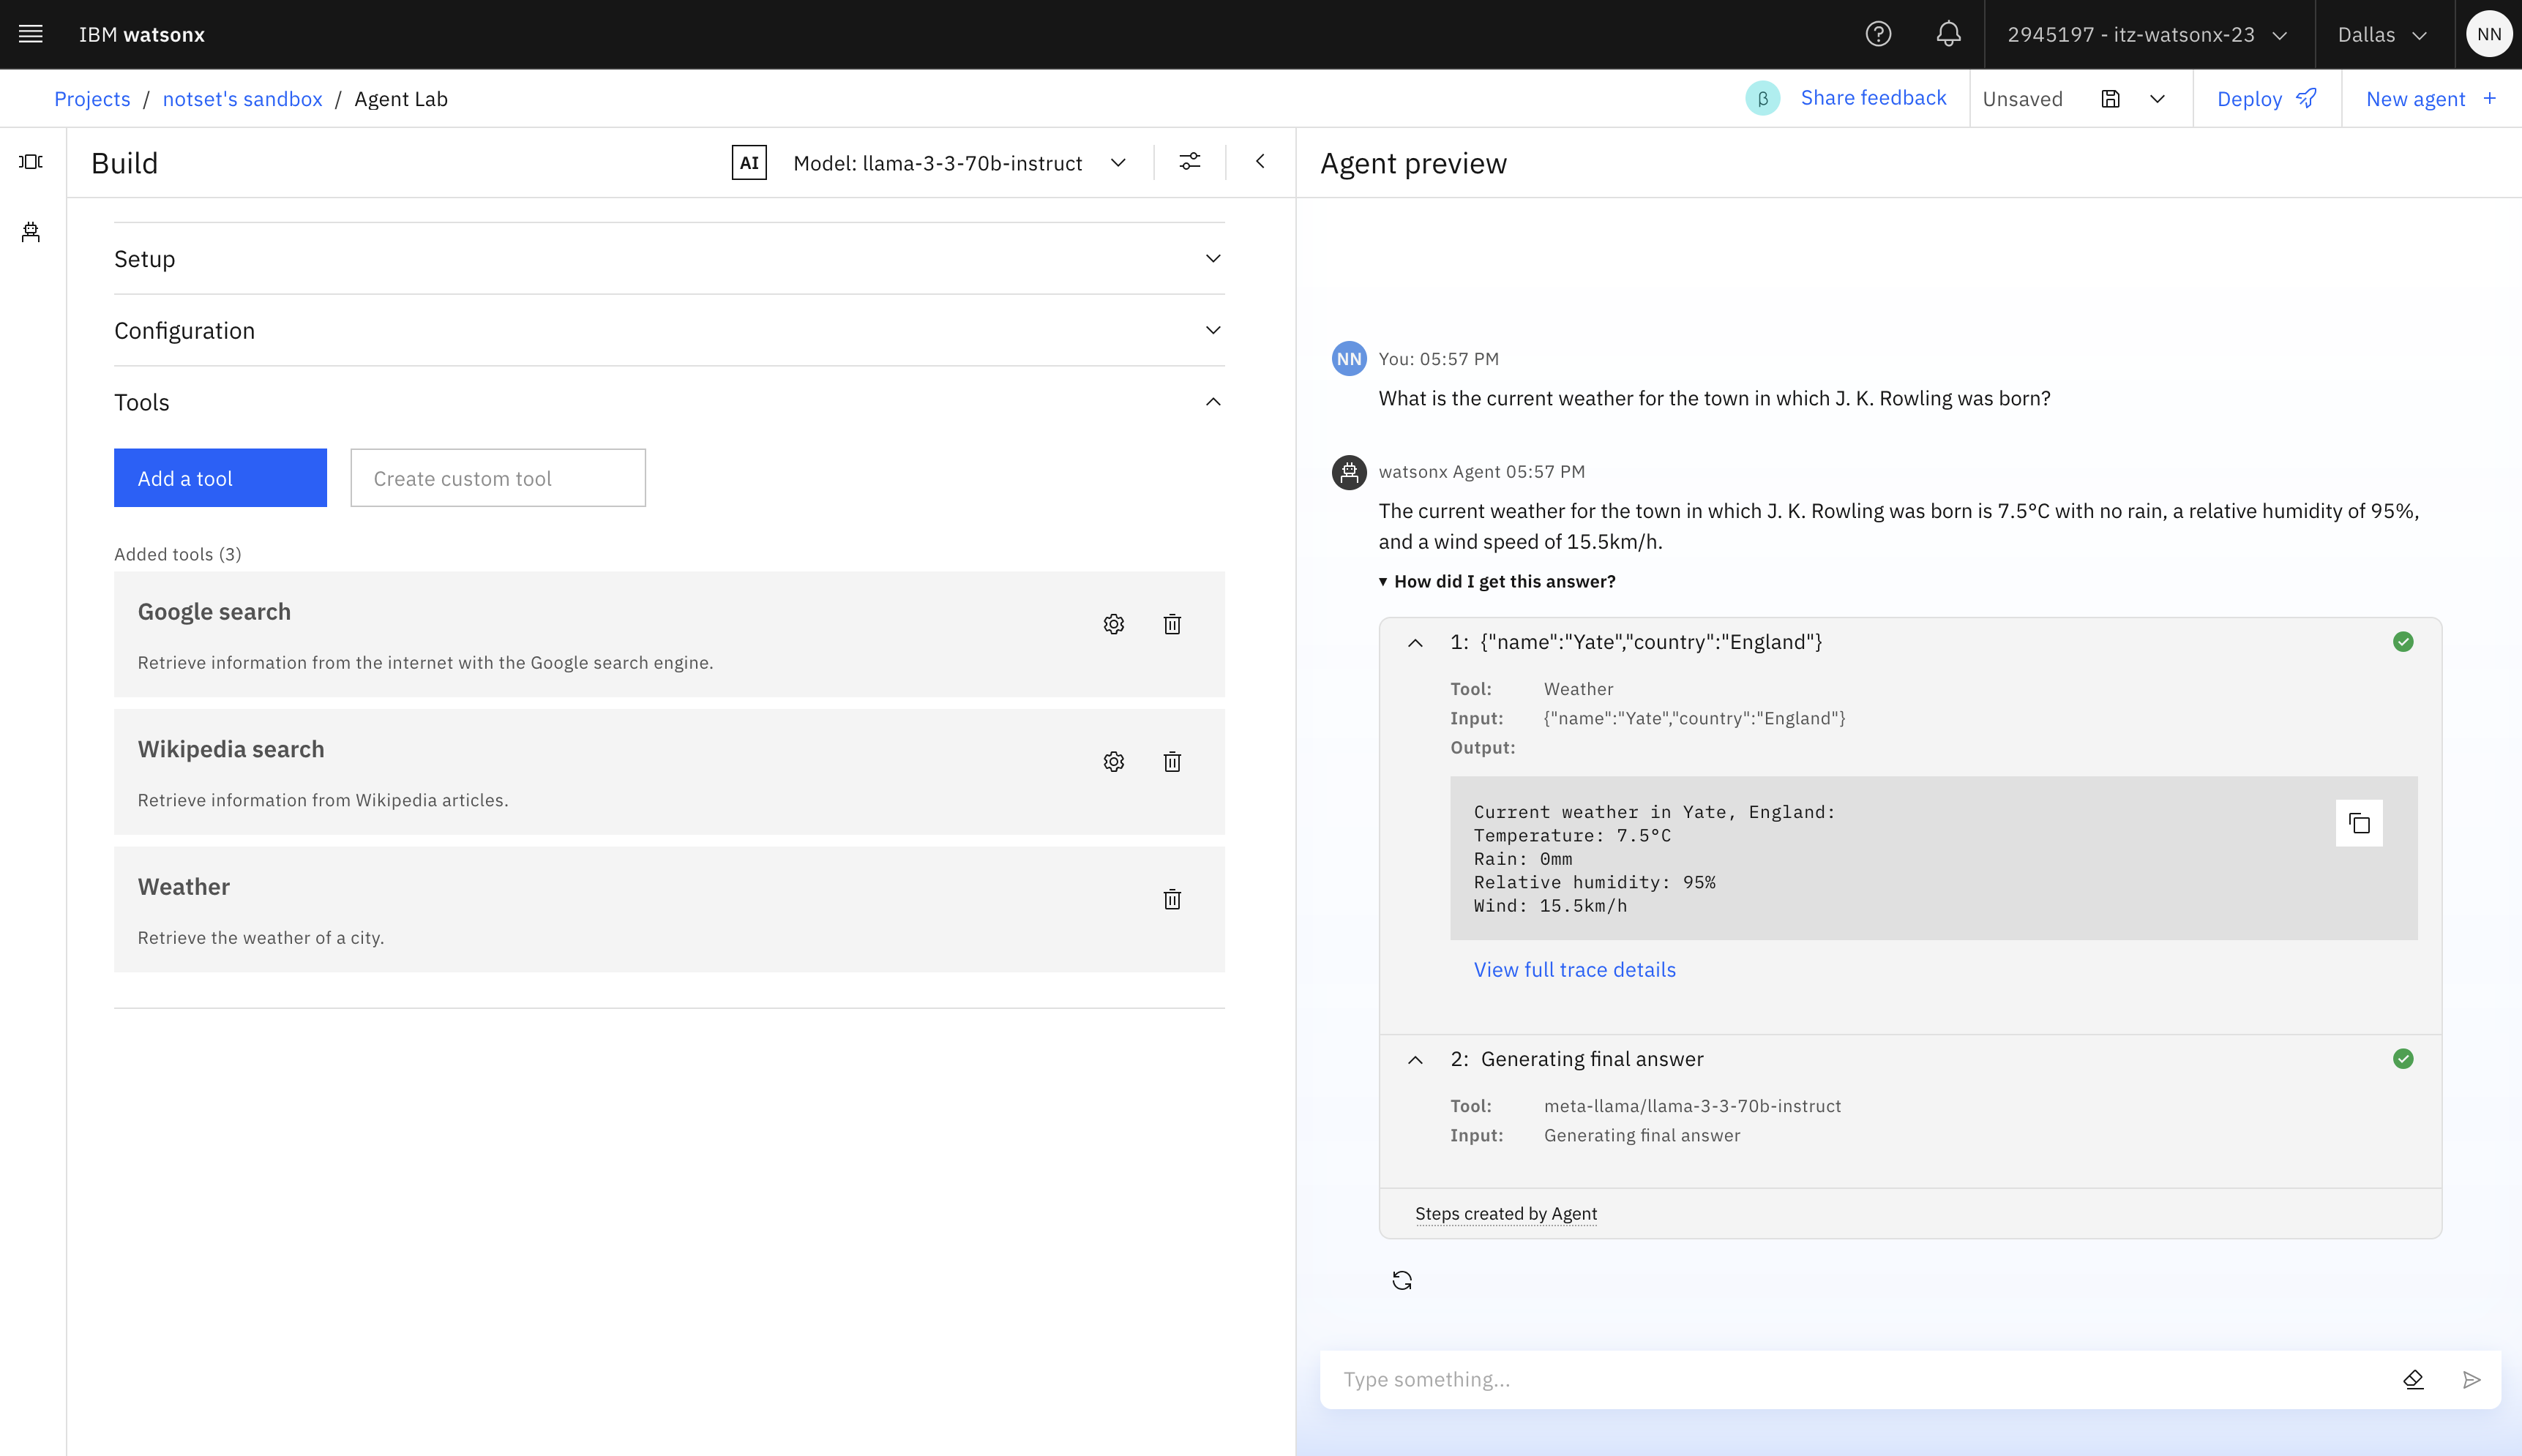 IBM watsonx
2945197 - itz-watsonx-23
Dallas
NN
Projects / notset's sandbox / Agent Lab
β
Share feedback
Unsaved
Deploy
New agent +
Build
AI
Model: llama-3-3-70b-instruct
Setup
Configuration
Tools
Add a tool
Create custom tool
Added tools (3)
Google search
Retrieve information from the internet with the Google search engine.
Wikipedia search
Retrieve information from Wikipedia articles.
Weather
Retrieve the weather of a city.
Agent preview
NN
You: 05:57 PM
What is the current weather for the town in which J. K. Rowling was born?
watsonx Agent 05:57 PM
The current weather for the town in which J. K. Rowling was born is 7.5°C with no rain, a relative humidity of 95%,
and a wind speed of 15.5km/h.
▾ How did I get this answer?
1: {"name":"Yate","country":"England"}
Tool: Weather
Input: {"name":"Yate","country":"England"}
Output:
Current weather in Yate, England:
Temperature: 7.5°C
Rain: 0mm
Relative humidity: 95%
Wind: 15.5km/h
View full trace details
2: Generating final answer
Tool: meta-llama/llama-3-3-70b-instruct
Input: Generating final answer
Steps created by Agent
Type something...